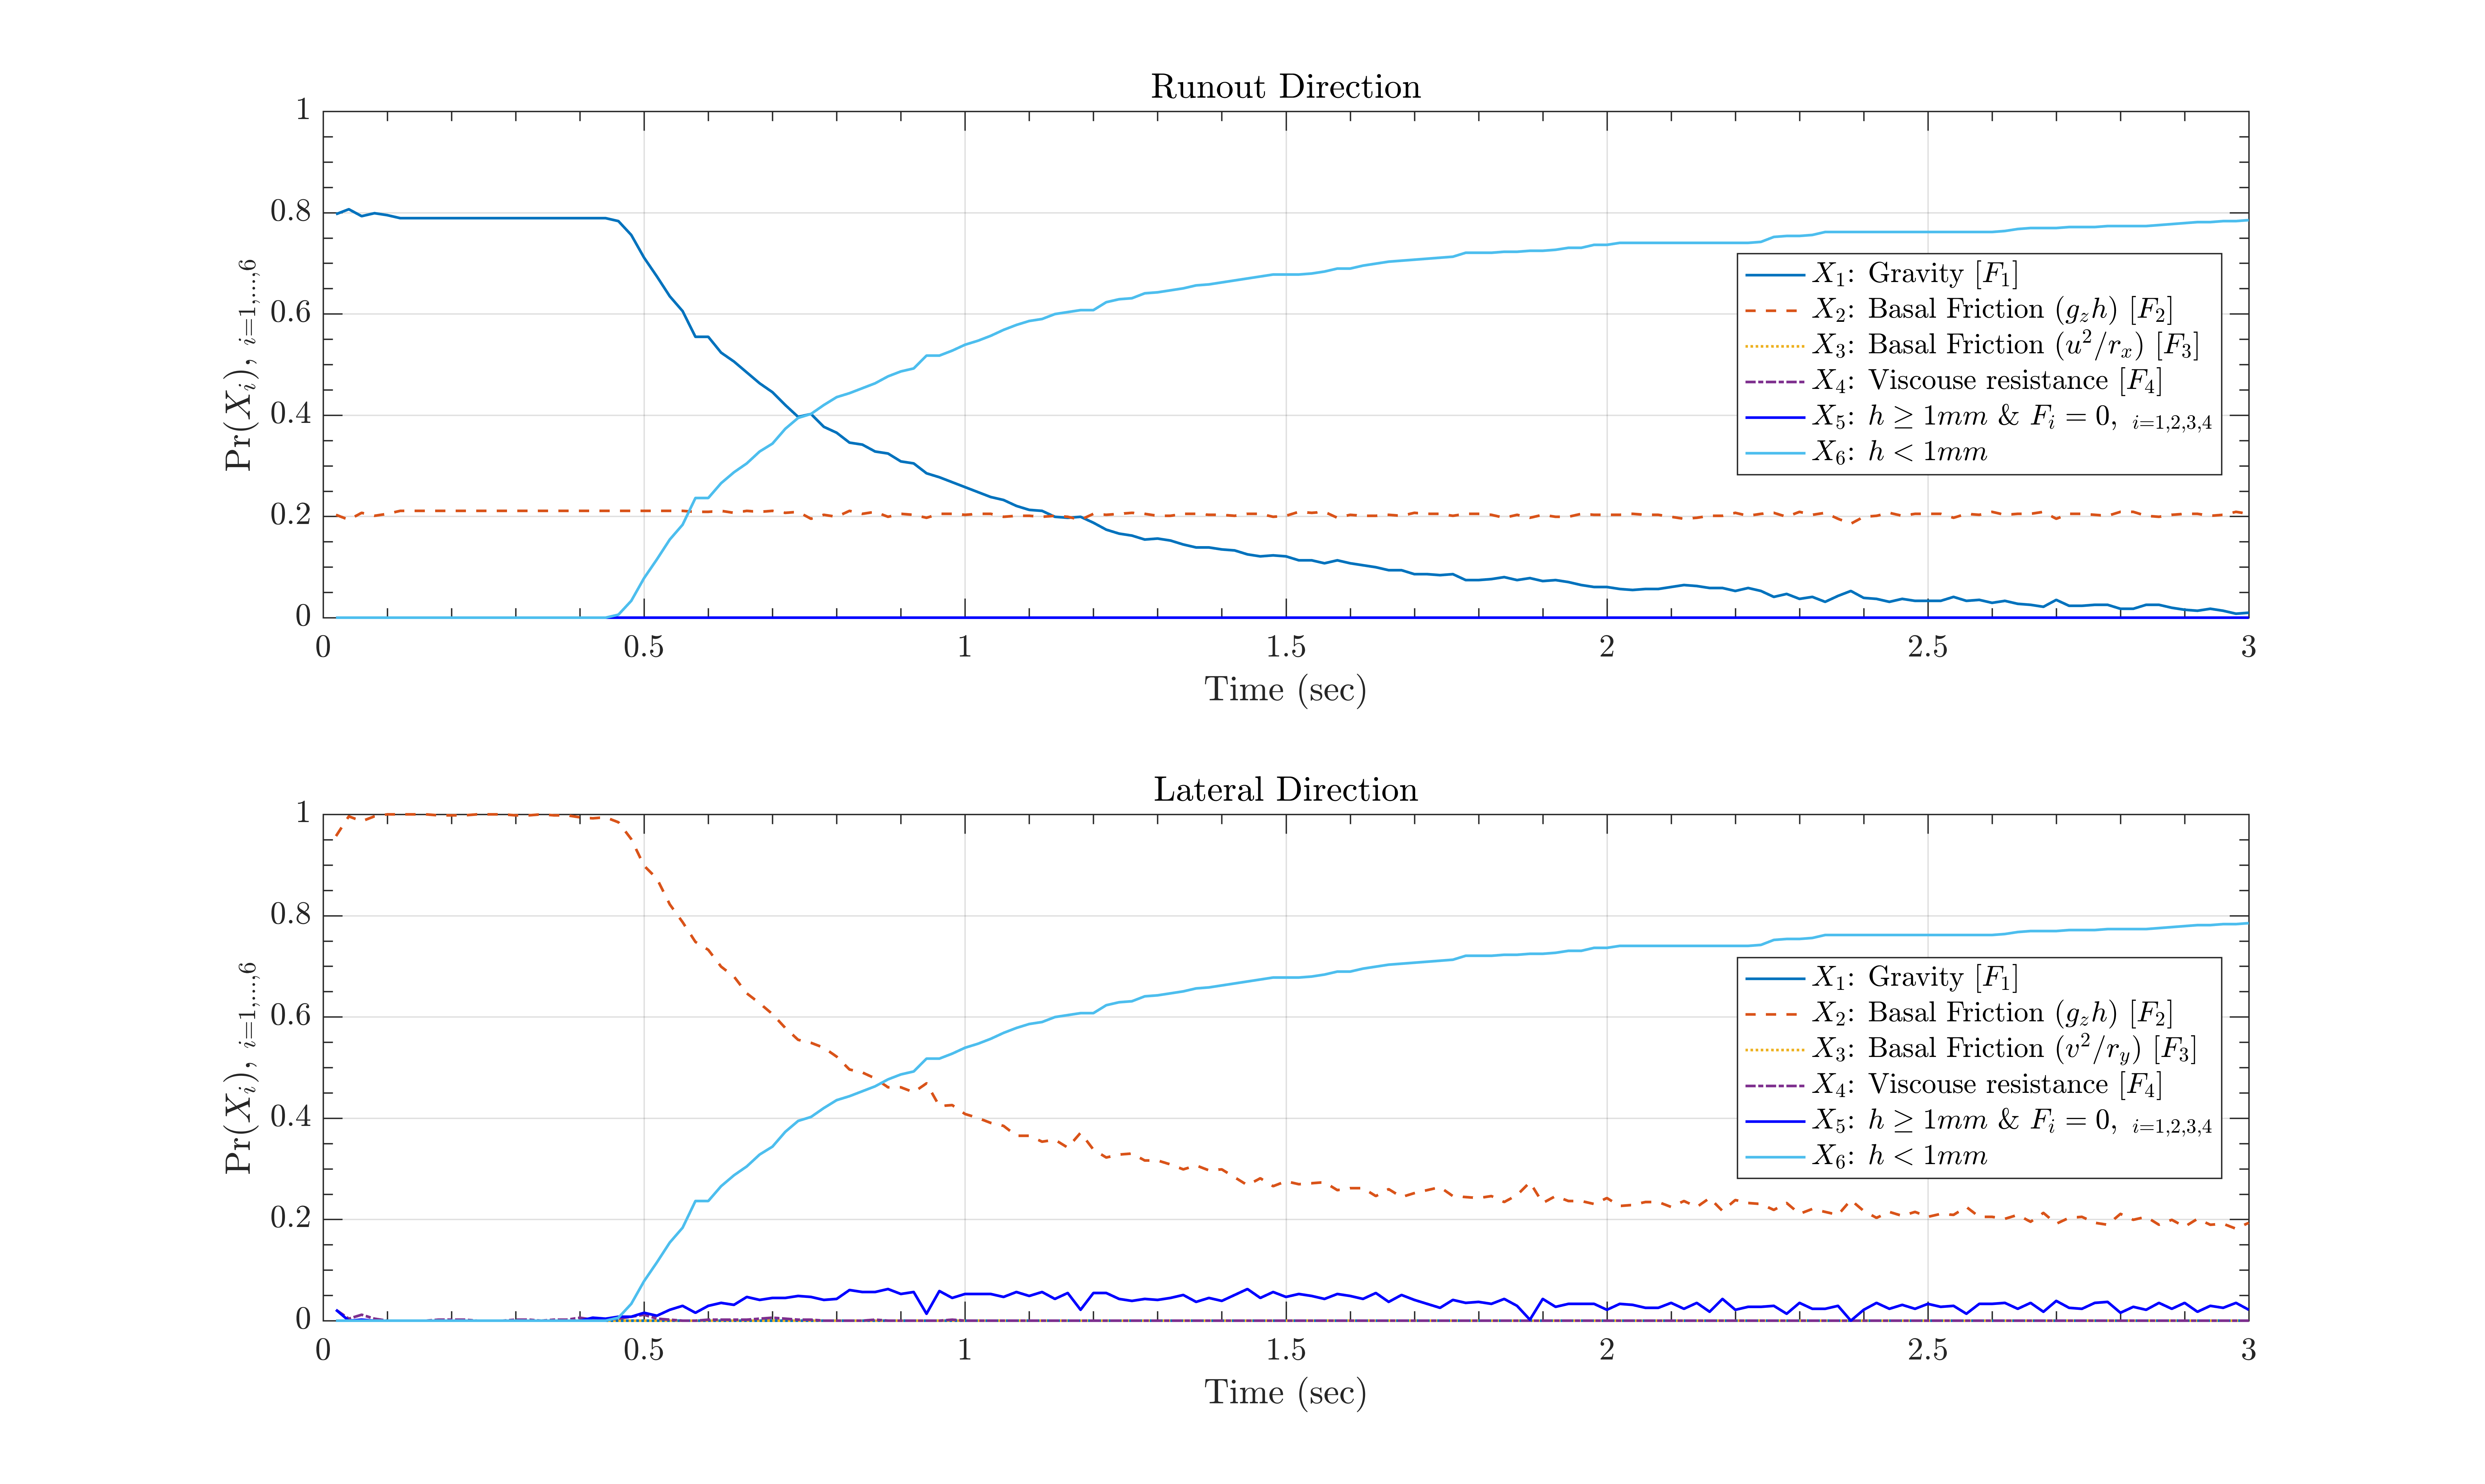 Runout Direction
1
0.8
0.6
0.4
0.2
0
Pr(X_i), i=1,...,6
0 0.5 1 1.5 2 2.5 3
Time (sec)
X_1: Gravity [F_1]
X_2: Basal Friction (g_z h) [F_2]
X_3: Basal Friction (u^2/r_x) [F_3]
X_4: Viscouse resistance [F_4]
X_5: h ≥ 1mm & F_i = 0, i=1,2,3,4
X_6: h < 1mm
Lateral Direction
1
0.8
0.6
0.4
0.2
0
Pr(X_i), i=1,...,6
0 0.5 1 1.5 2 2.5 3
Time (sec)
X_1: Gravity [F_1]
X_2: Basal Friction (g_z h) [F_2]
X_3: Basal Friction (v^2/r_y) [F_3]
X_4: Viscouse resistance [F_4]
X_5: h ≥ 1mm & F_i = 0, i=1,2,3,4
X_6: h < 1mm